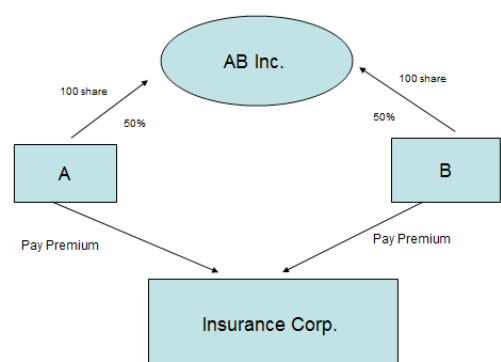 AB Inc.
100 share
100 share
50%
50%
A
B
Pay Premium
Pay Premium
Insurance Corp.